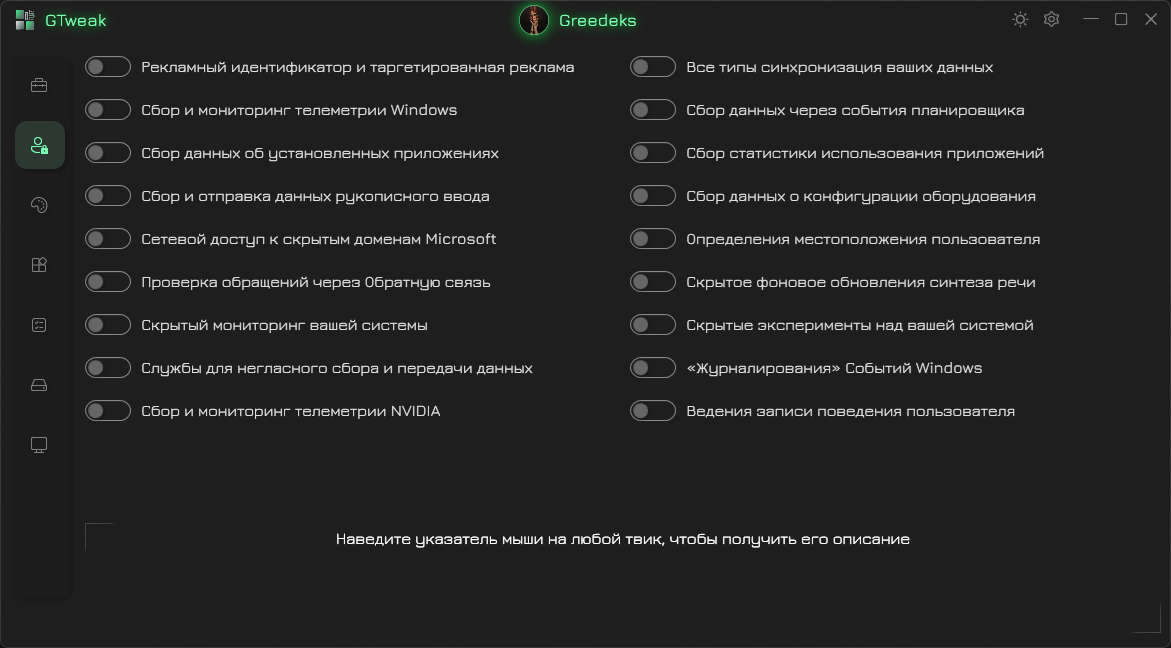 GTweak
Greedeks
Рекламный идентификатор и таргетированная реклама
Сбор и мониторинг телеметрии Windows
Сбор данных об установленных приложениях
Сбор и отправка данных рукописного ввода
Сетевой доступ к скрытым доменам Microsoft
Проверка обращений через Обратную связь
Скрытый мониторинг вашей системы
Службы для негласного сбора и передачи данных
Сбор и мониторинг телеметрии NVIDIA
Все типы синхронизация ваших данных
Сбор данных через события планировщика
Сбор статистики использования приложений
Сбор данных о конфигурации оборудования
Определения местоположения пользователя
Скрытое фоновое обновления синтеза речи
Скрытые эксперименты над вашей системой
«Журналирования» Событий Windows
Ведения записи поведения пользователя
Наведите указатель мыши на любой твик, чтобы получить его описание